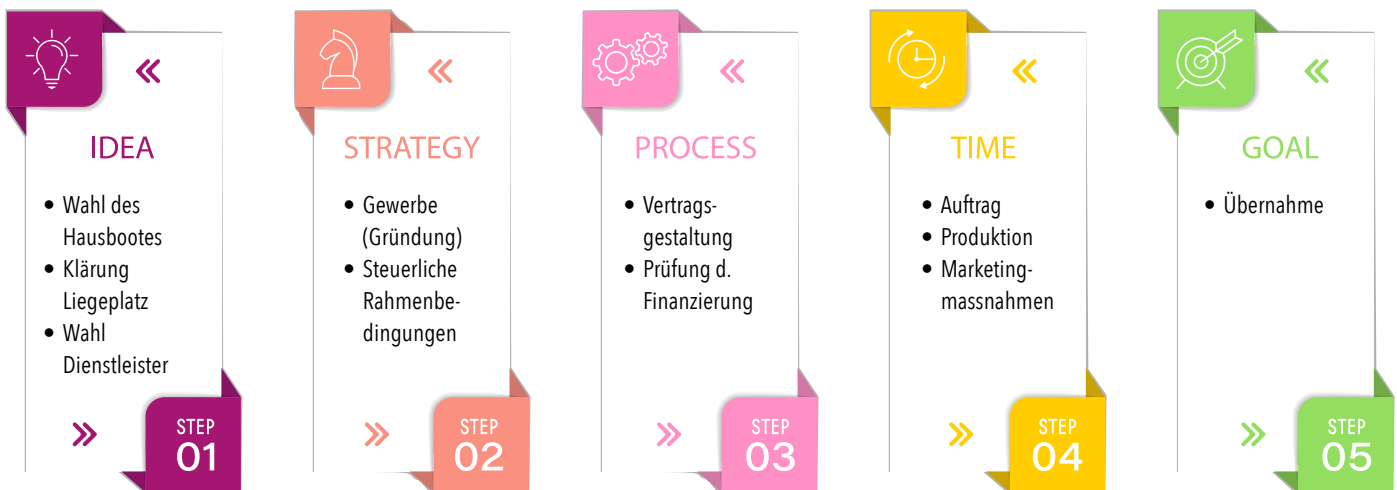 IDEA
• Wahl des
Hausbootes
• Klärung
Liegeplatz
• Wahl
Dienstleister
STEP
01
STRATEGY
• Gewerbe
(Gründung)
• Steuerliche
Rahmenbe-
dingungen
STEP
02
PROCESS
• Vertrags-
gestaltung
• Prüfung d.
Finanzierung
STEP
03
TIME
• Auftrag
• Produktion
• Marketing-
massnahmen
STEP
04
GOAL
• Übernahme
STEP
05